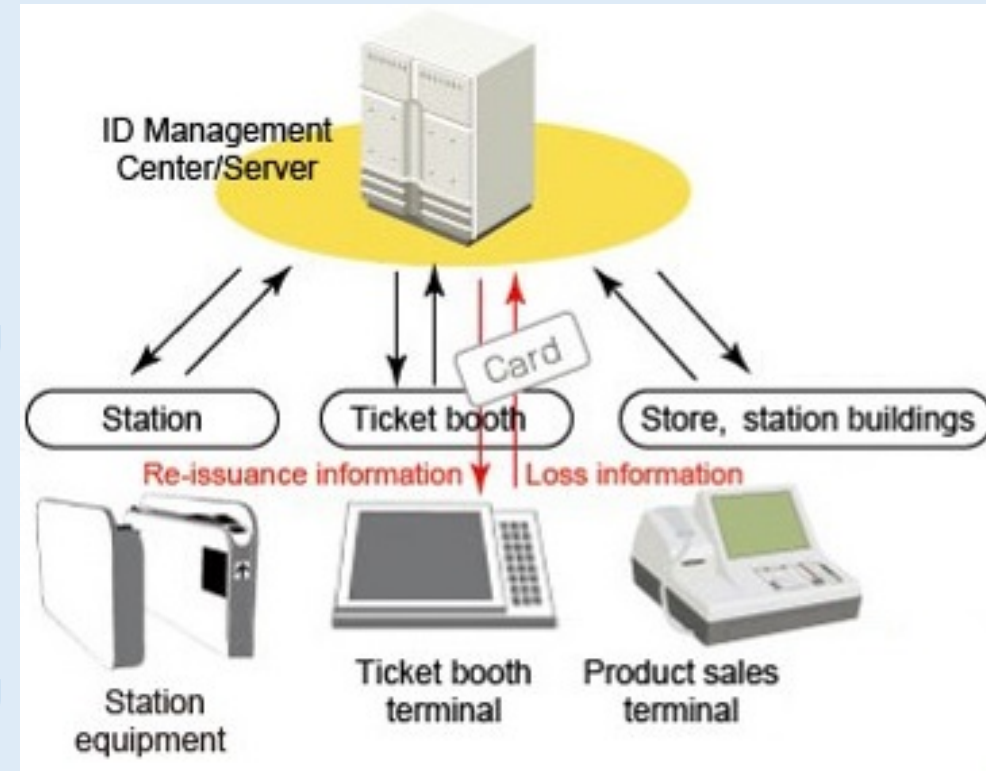 ID Management
Center/Server
Card
Station
Ticket booth
Store, station buildings
Re-issuance information
Loss information
Station
equipment
Ticket booth
terminal
Product sales
terminal